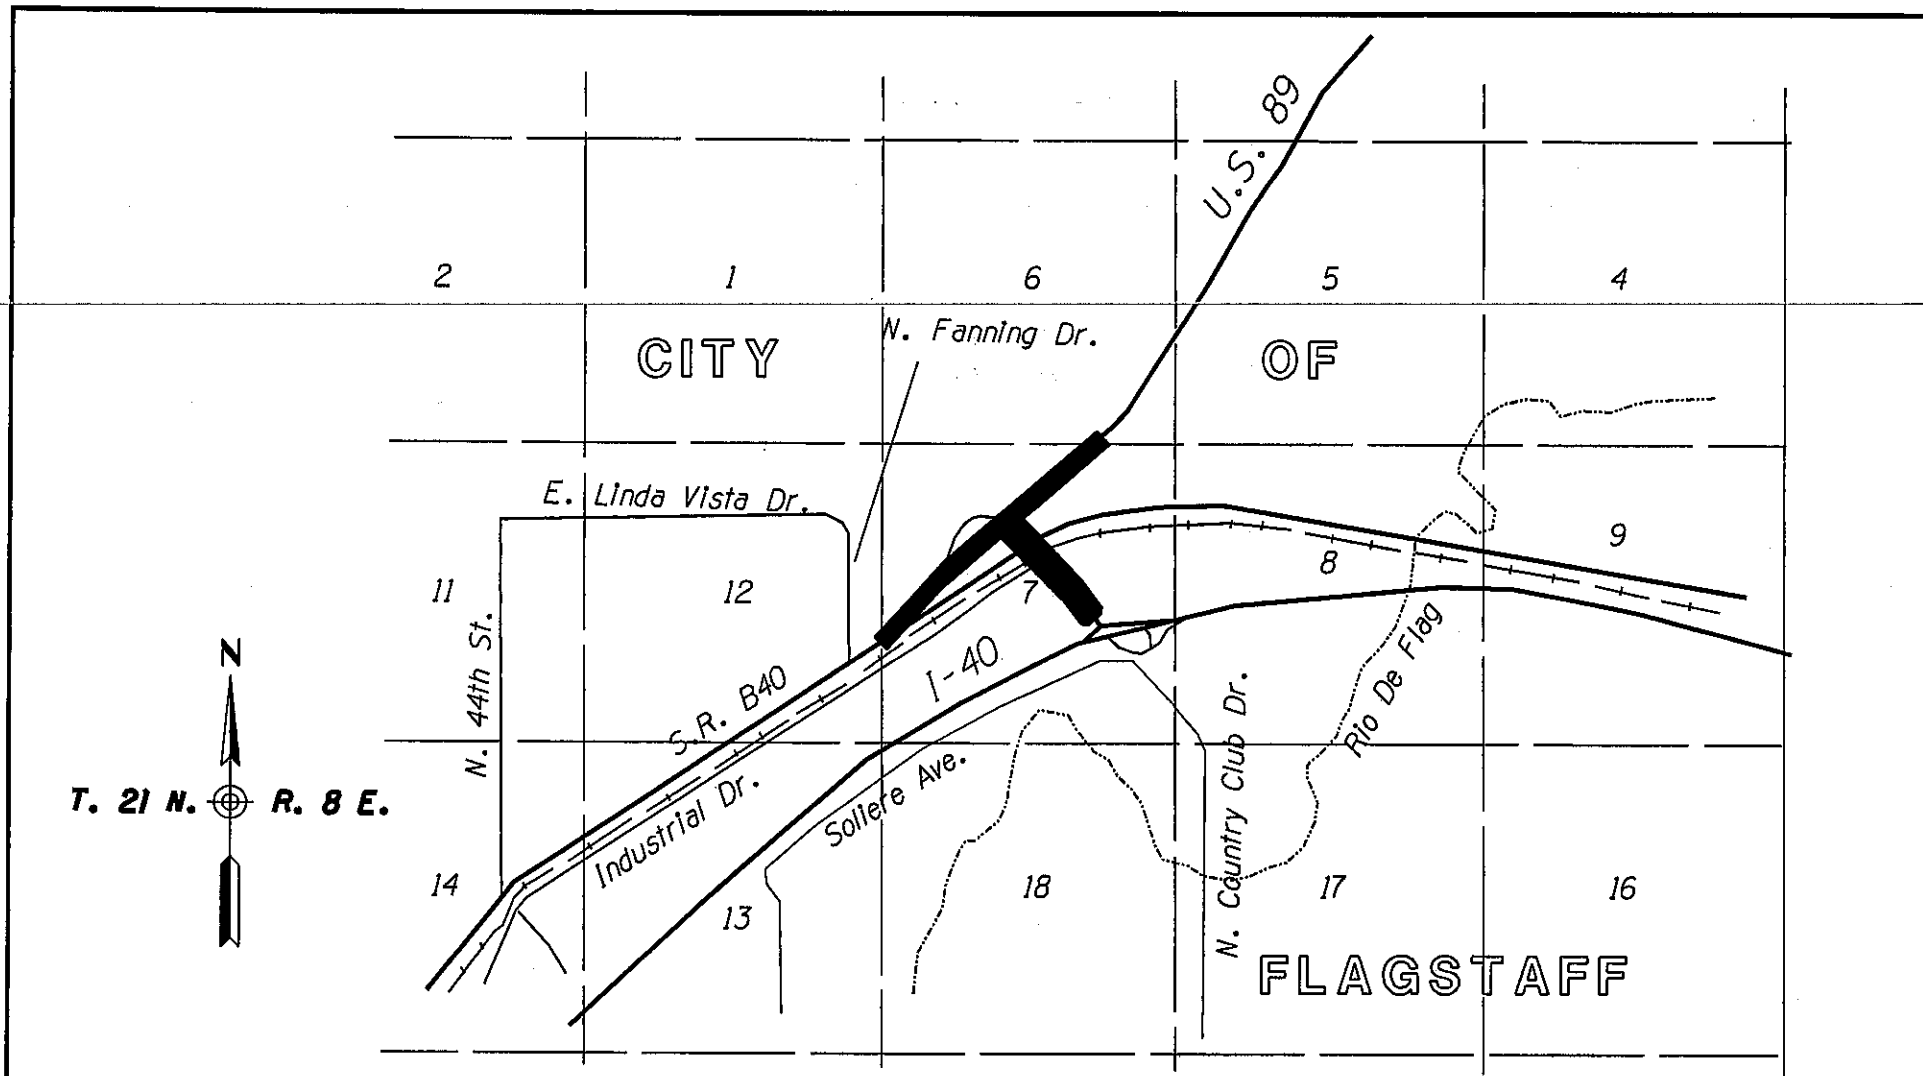 U.S. 89
2
1
6
5
4
N. Fanning Dr.
CITY
OF
E. Linda Vista Dr.
11
12
7
8
9
N. 44th St.
S.R. B40
I-40
Rio De Flag
N
T. 21 N.
R. 8 E.
Industrial Dr.
Soliere Ave.
N. Country Club Dr.
14
13
18
17
16
FLAGSTAFF